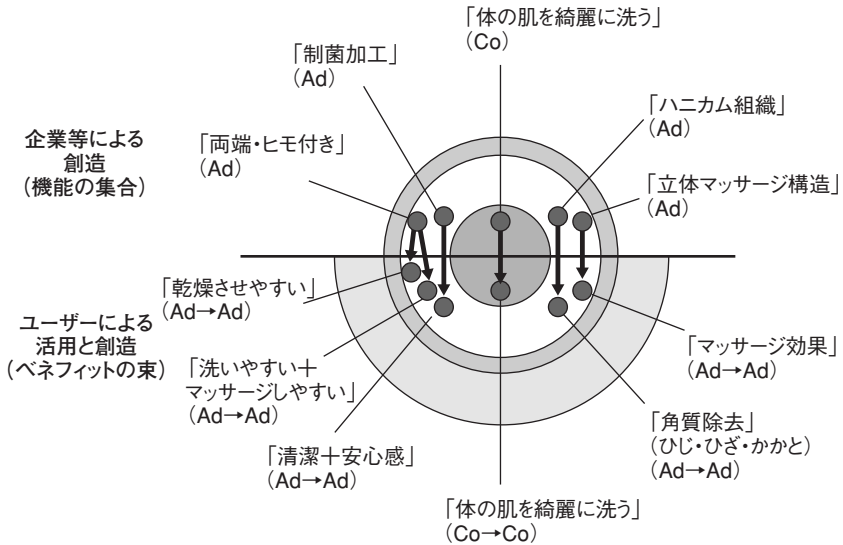 「体の肌を綺麗に洗う」
(Co)
「制菌加工」
(Ad)
「ハニカム組織」
(Ad)
企業等による
創造
(機能の集合)
「両端・ヒモ付き」
(Ad)
「立体マッサージ構造」
(Ad)
「乾燥させやすい」
(Ad→Ad)
ユーザーによる
活用と創造
(ベネフィットの束)
「洗いやすい＋
マッサージしやすい」
(Ad→Ad)
「マッサージ効果」
(Ad→Ad)
「角質除去」
(ひじ・ひざ・かかと)
(Ad→Ad)
「清潔＋安心感」
(Ad→Ad)
「体の肌を綺麗に洗う」
(Co→Co)